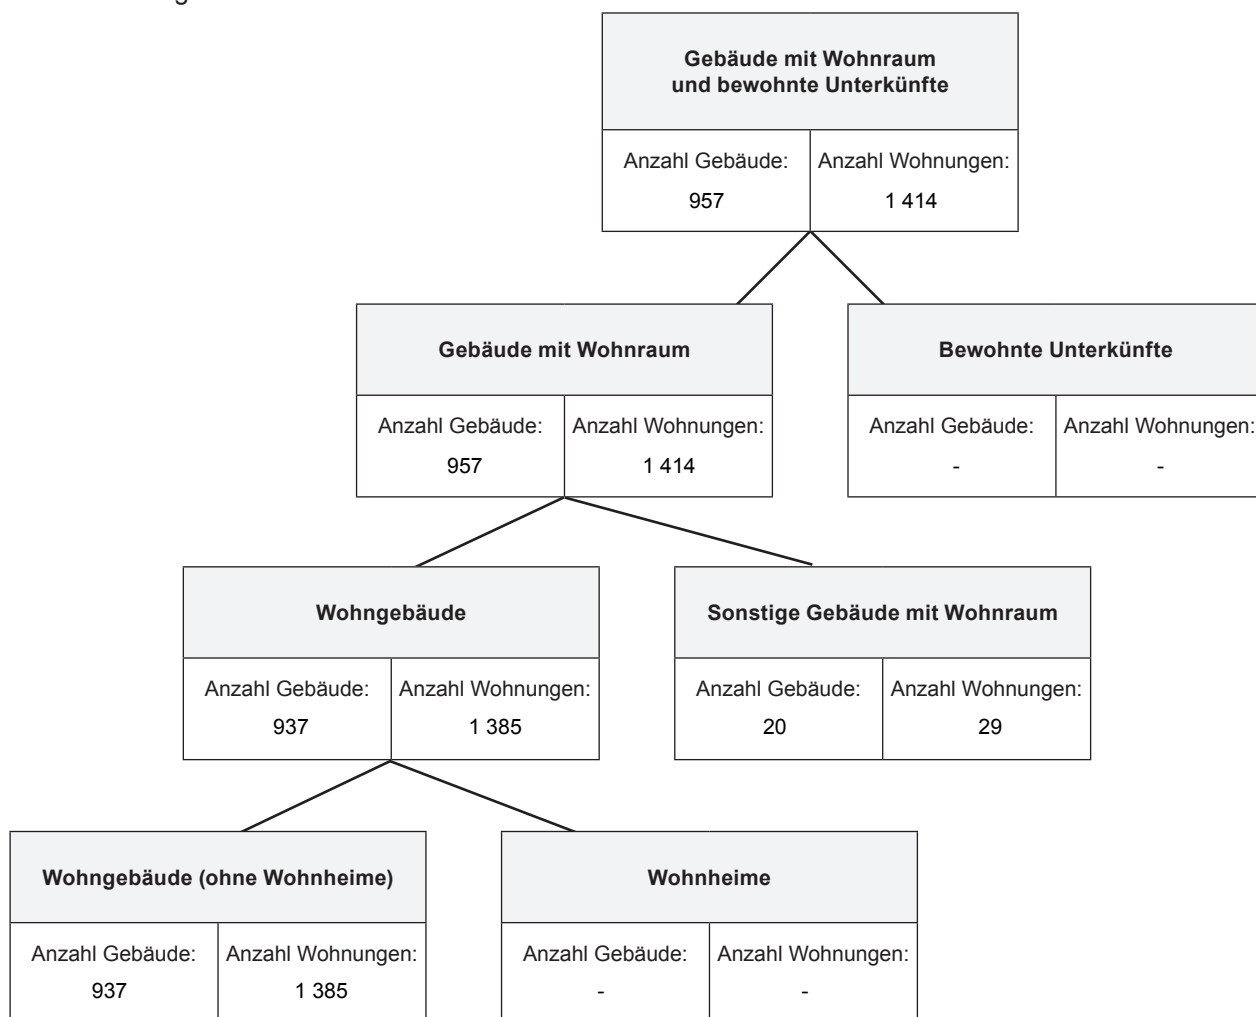 Gebäude mit Wohnraum
und bewohnte Unterkünfte
Anzahl Gebäude: Anzahl Wohnungen:
957 1 414
Gebäude mit Wohnraum
Anzahl Gebäude: Anzahl Wohnungen:
957 1 414
Bewohnte Unterkünfte
Anzahl Gebäude: Anzahl Wohnungen:
- -
Wohngebäude
Anzahl Gebäude: Anzahl Wohnungen:
937 1 385
Sonstige Gebäude mit Wohnraum
Anzahl Gebäude: Anzahl Wohnungen:
20 29
Wohngebäude (ohne Wohnheime)
Anzahl Gebäude: Anzahl Wohnungen:
937 1 385
Wohnheime
Anzahl Gebäude: Anzahl Wohnungen:
- -